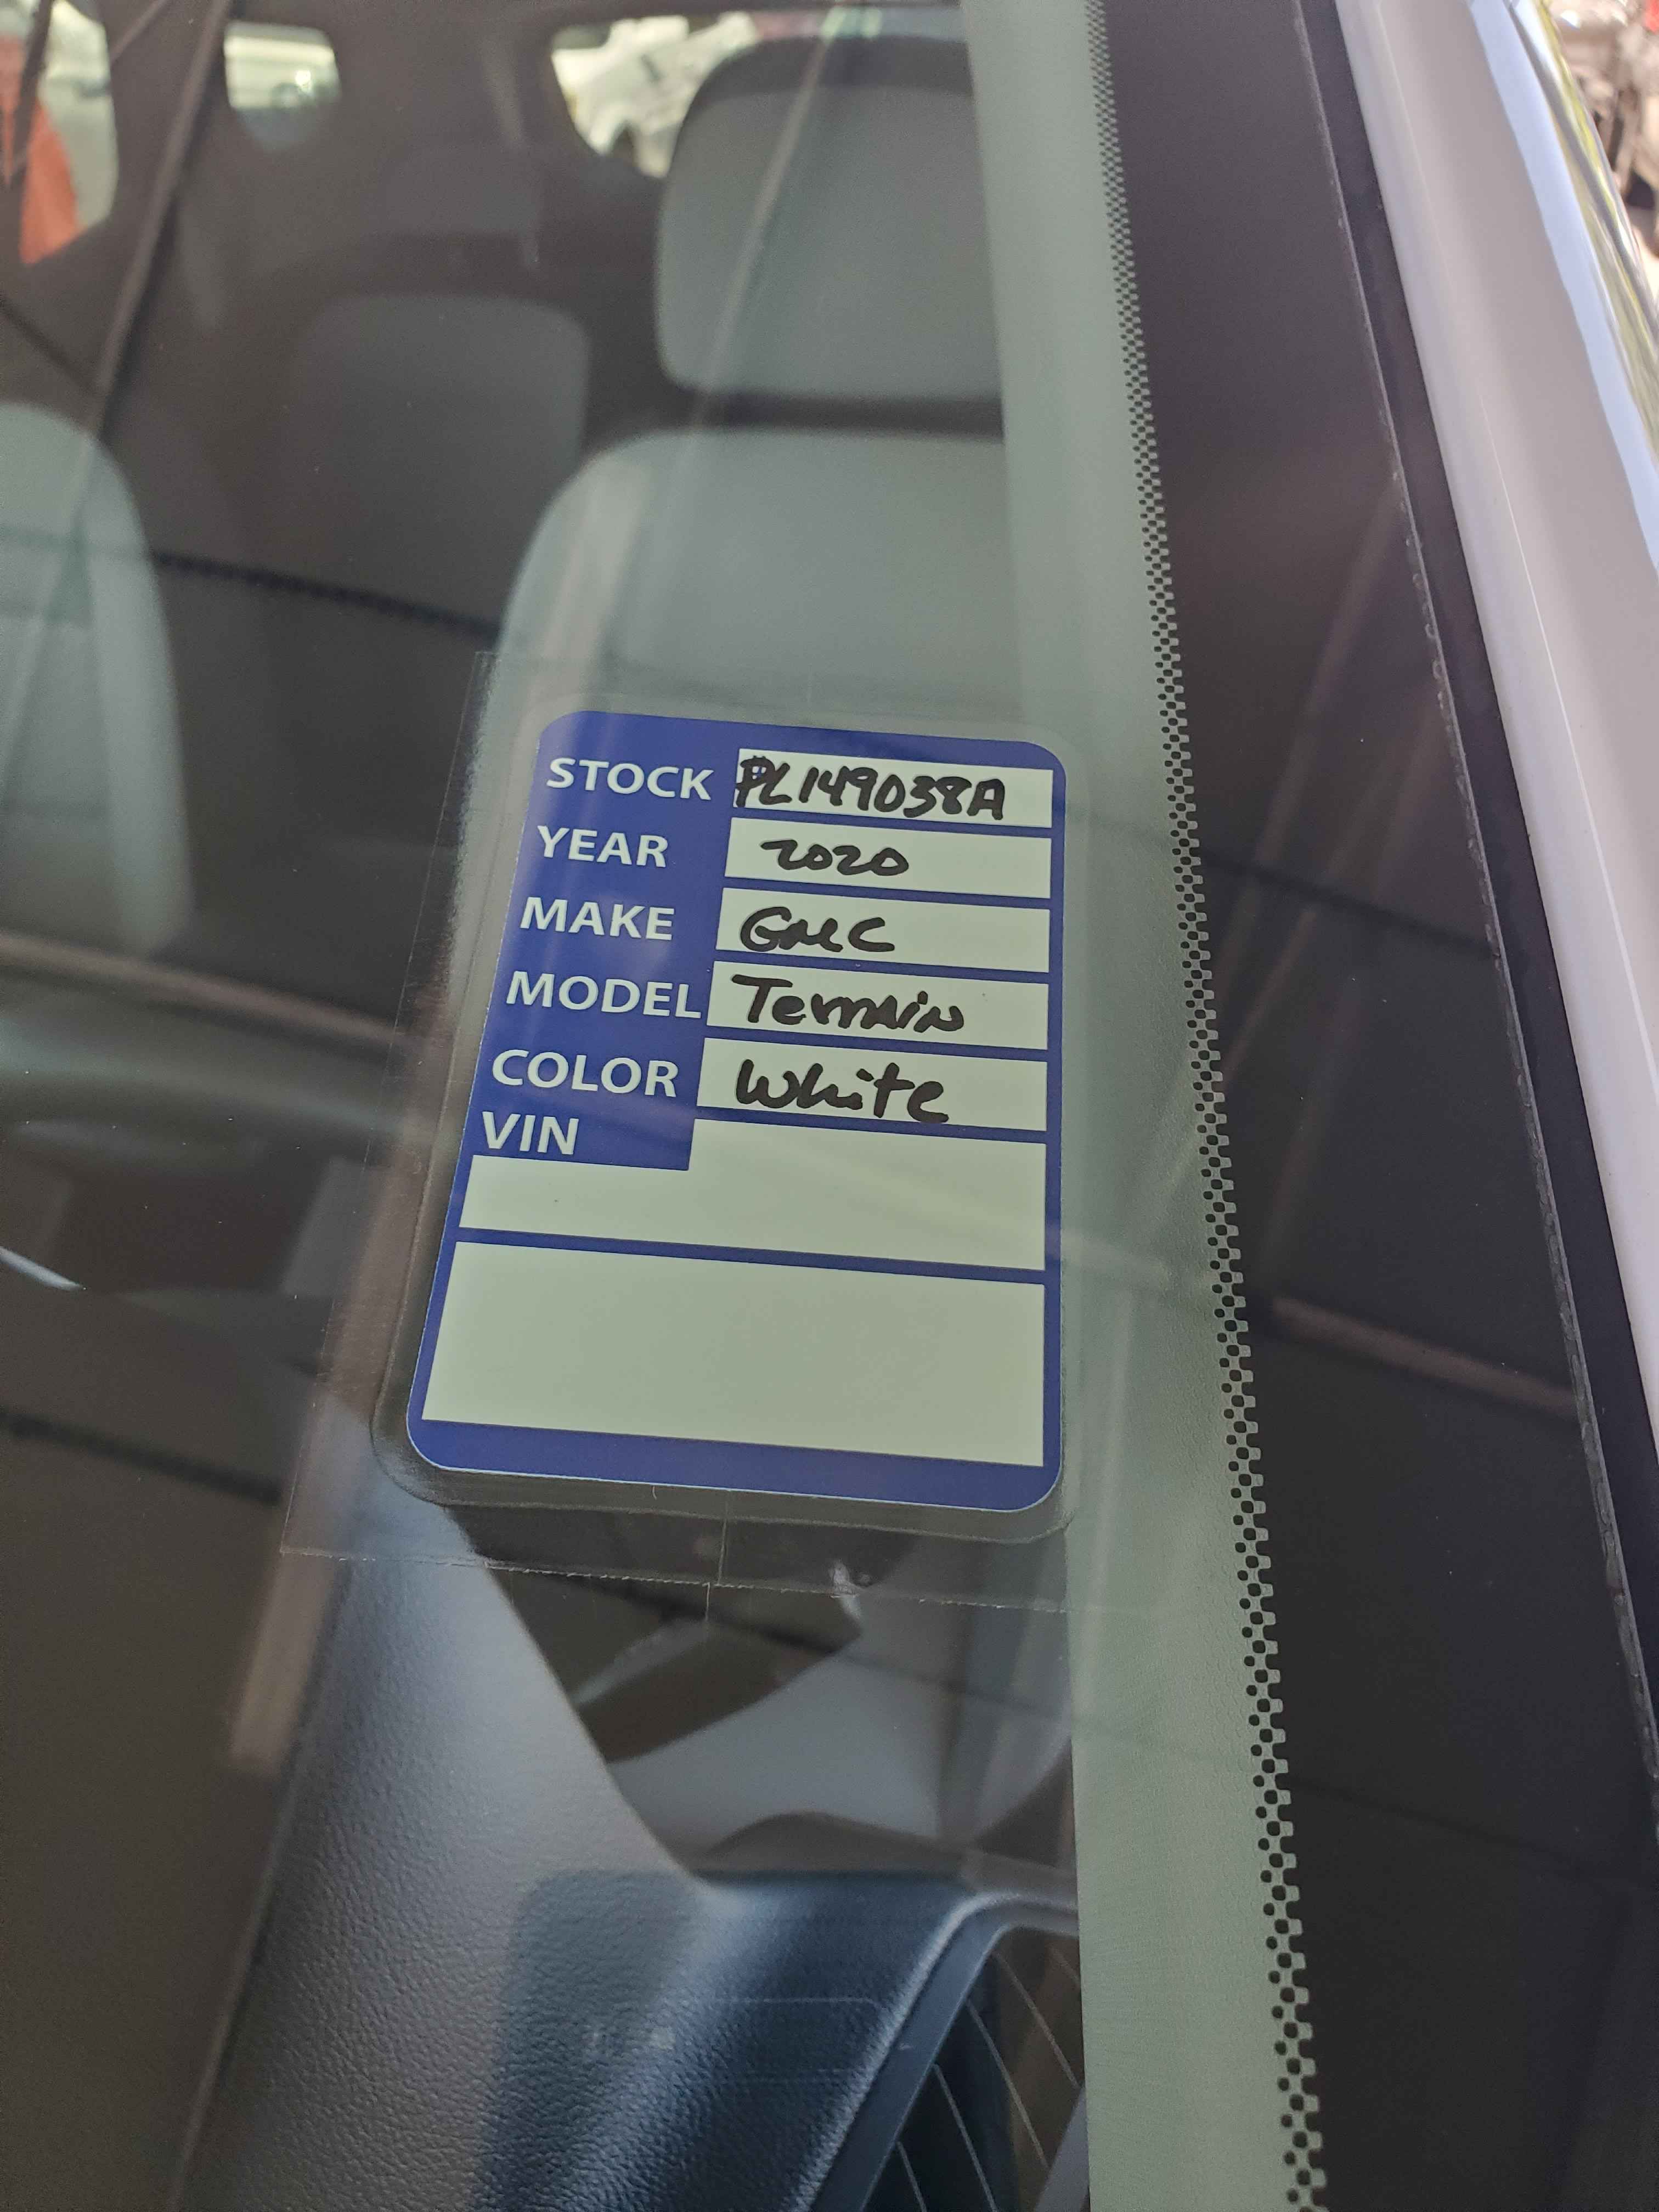 STOCK PL149038A
YEAR 2020
MAKE GMC
MODEL Terrain
COLOR White
VIN